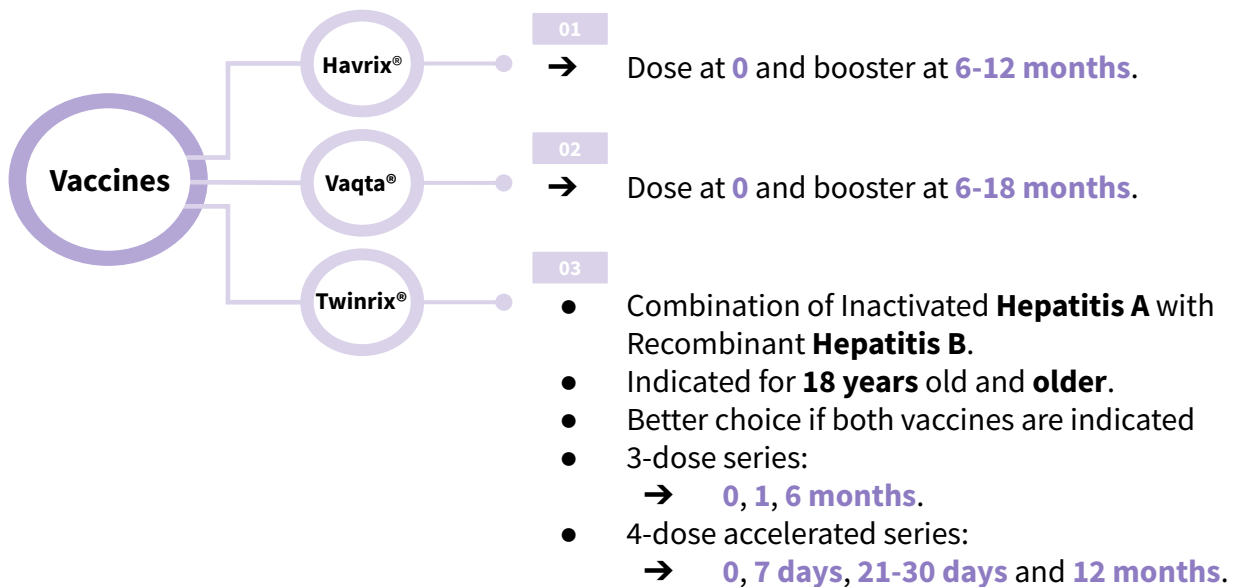 Vaccines
Havrix®
01
➔ Dose at 0 and booster at 6-12 months.
Vaqta®
02
➔ Dose at 0 and booster at 6-18 months.
Twinrix®
03
● Combination of Inactivated Hepatitis A with
Recombinant Hepatitis B.
● Indicated for 18 years old and older.
● Better choice if both vaccines are indicated
● 3-dose series:
➔ 0, 1, 6 months.
● 4-dose accelerated series:
➔ 0, 7 days, 21-30 days and 12 months.